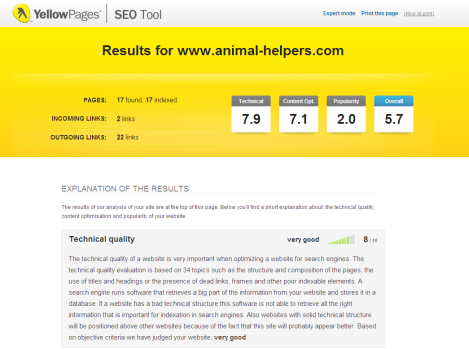 YellowPages | SEO Tool
Expert mode Print this page (How to print)
Results for www.animal-helpers.com
PAGES: 17 found, 17 indexed
INCOMING LINKS: 2 links
OUTGOING LINKS: 22 links
Technical Content Opt. Popularity Overall
7.9 7.1 2.0 5.7
EXPLANATION OF THE RESULTS
The results of our analysis of your site are at the top of this page. Below you'll find a short explanation about: the technical quality,
content optimisation and popularity of your website.
Technical quality very good 8 / 10
The technical quality of a website is very important when optimizing a website for search engines. The
technical quality evaluation is based on 34 topics such as the structure and composition of the pages, the
use of titles and headings or the presence of dead links, frames and other poor indexable elements. A
search engine runs software that retrieves a big part of the information from your website and stores it in a
database. If a website has a bad technical structure this software is not able to retrieve all the right
information that is important for indexation in search engines. Also websites with solid technical structure
will be positioned above other websites because of the fact that this site will probably appear better. Based
on objective criteria we have judged your website: very good